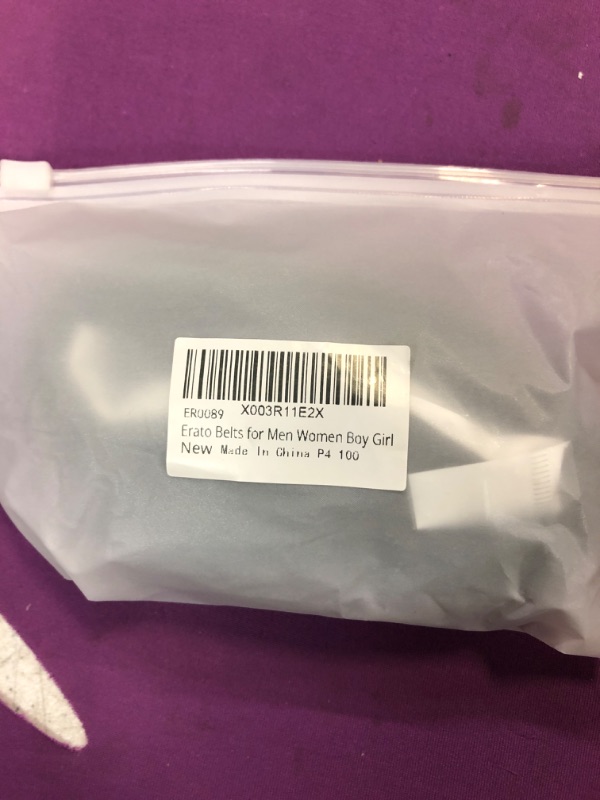 ER0089 X003R11E2X
Erato Belts for Men Women Boy Girl
New Made In China P4 100